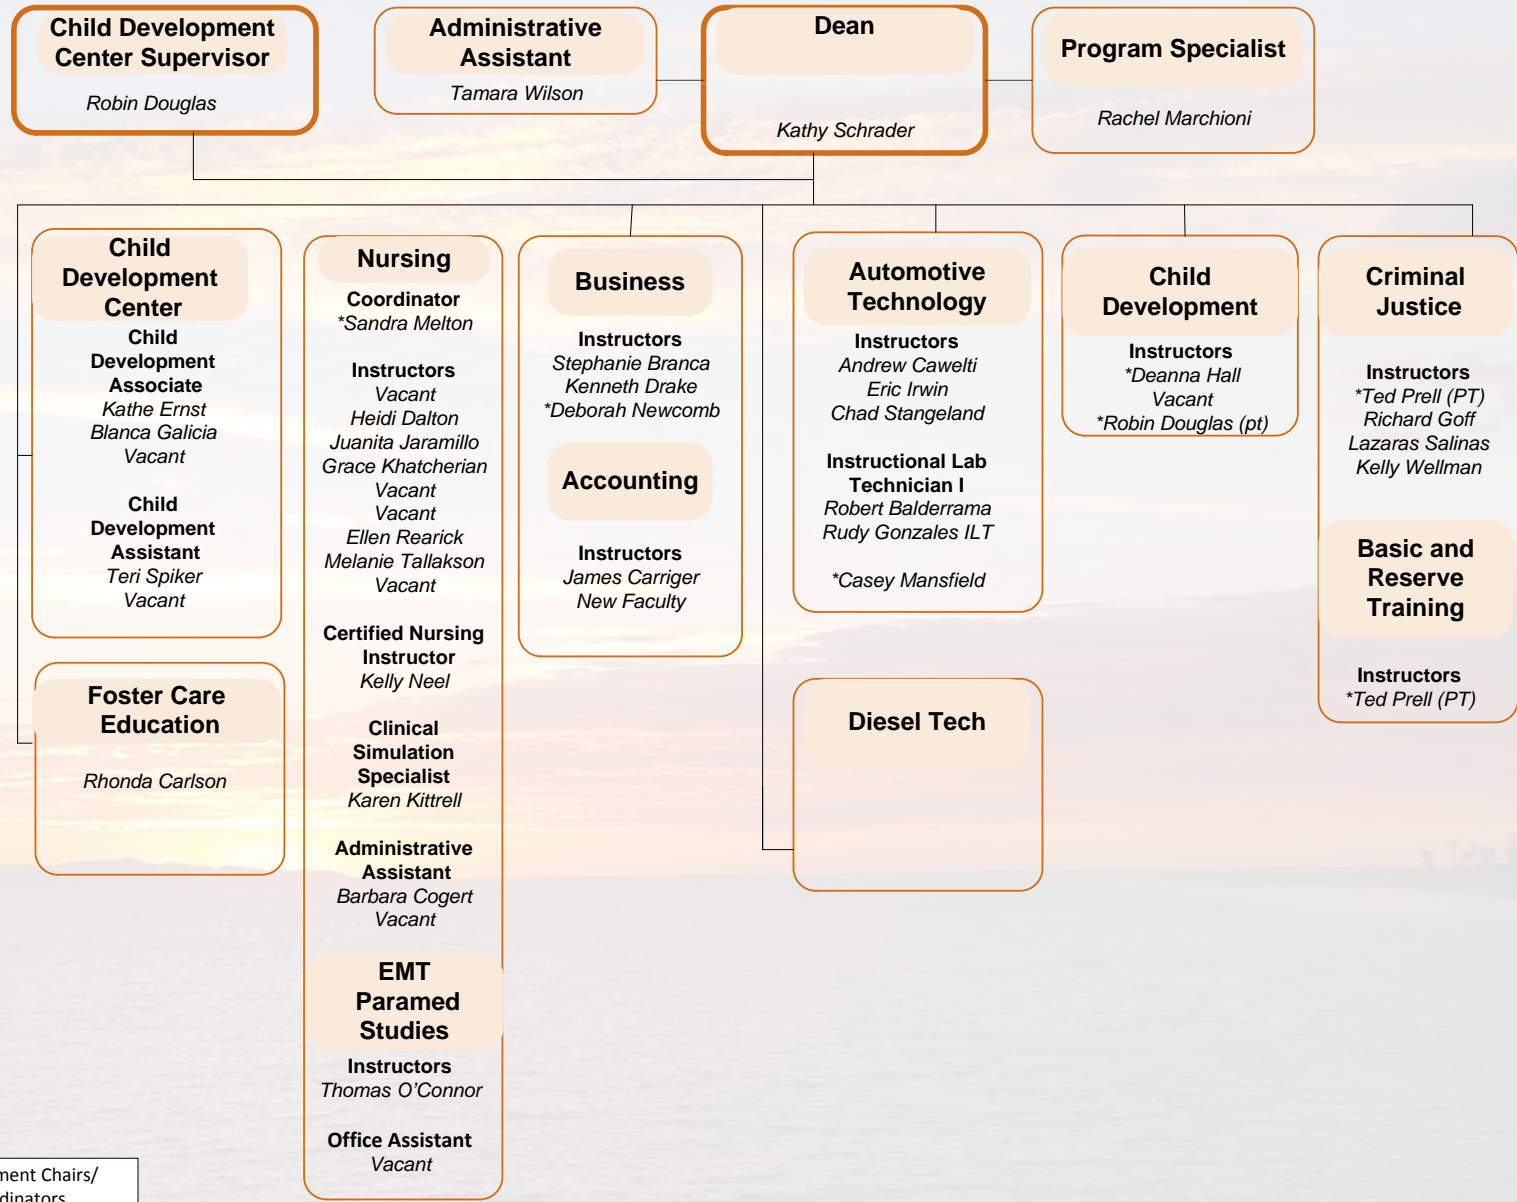 Child Development
Center Supervisor
Robin Douglas
Administrative
Assistant
Tamara Wilson
Dean
Kathy Schrader
Program Specialist
Rachel Marchioni
Child
Development
Center
Child
Development
Associate
Kathe Ernst
Blanca Galicia
Vacant
Child
Development
Assistant
Teri Spiker
Vacant
Foster Care
Education
Rhonda Carlson
Nursing
Coordinator
*Sandra Melton
Instructors
Vacant
Heidi Dalton
Juanita Jaramillo
Grace Khatcherian
Vacant
Vacant
Ellen Rearick
Melanie Tallakson
Vacant
Certified Nursing
Instructor
Kelly Neel
Clinical
Simulation
Specialist
Karen Kittrell
Administrative
Assistant
Barbara Cogert
Vacant
EMT
Paramed
Studies
Instructors
Thomas O’Connor
Office Assistant
Vacant
Business
Instructors
Stephanie Branca
Kenneth Drake
*Deborah Newcomb
Accounting
Instructors
James Carriger
New Faculty
Automotive
Technology
Instructors
Andrew Cawelti
Eric Irwin
Chad Stangeland
Instructional Lab
Technician I
Robert Balderrama
Rudy Gonzales ILT
*Casey Mansfield
Diesel Tech
Child
Development
Instructors
*Deanna Hall
Vacant
*Robin Douglas (pt)
Criminal
Justice
Instructors
*Ted Prell (PT)
Richard Goff
Lazaras Salinas
Kelly Wellman
Basic and
Reserve
Training
Instructors
*Ted Prell (PT)
ment Chairs/
dinators